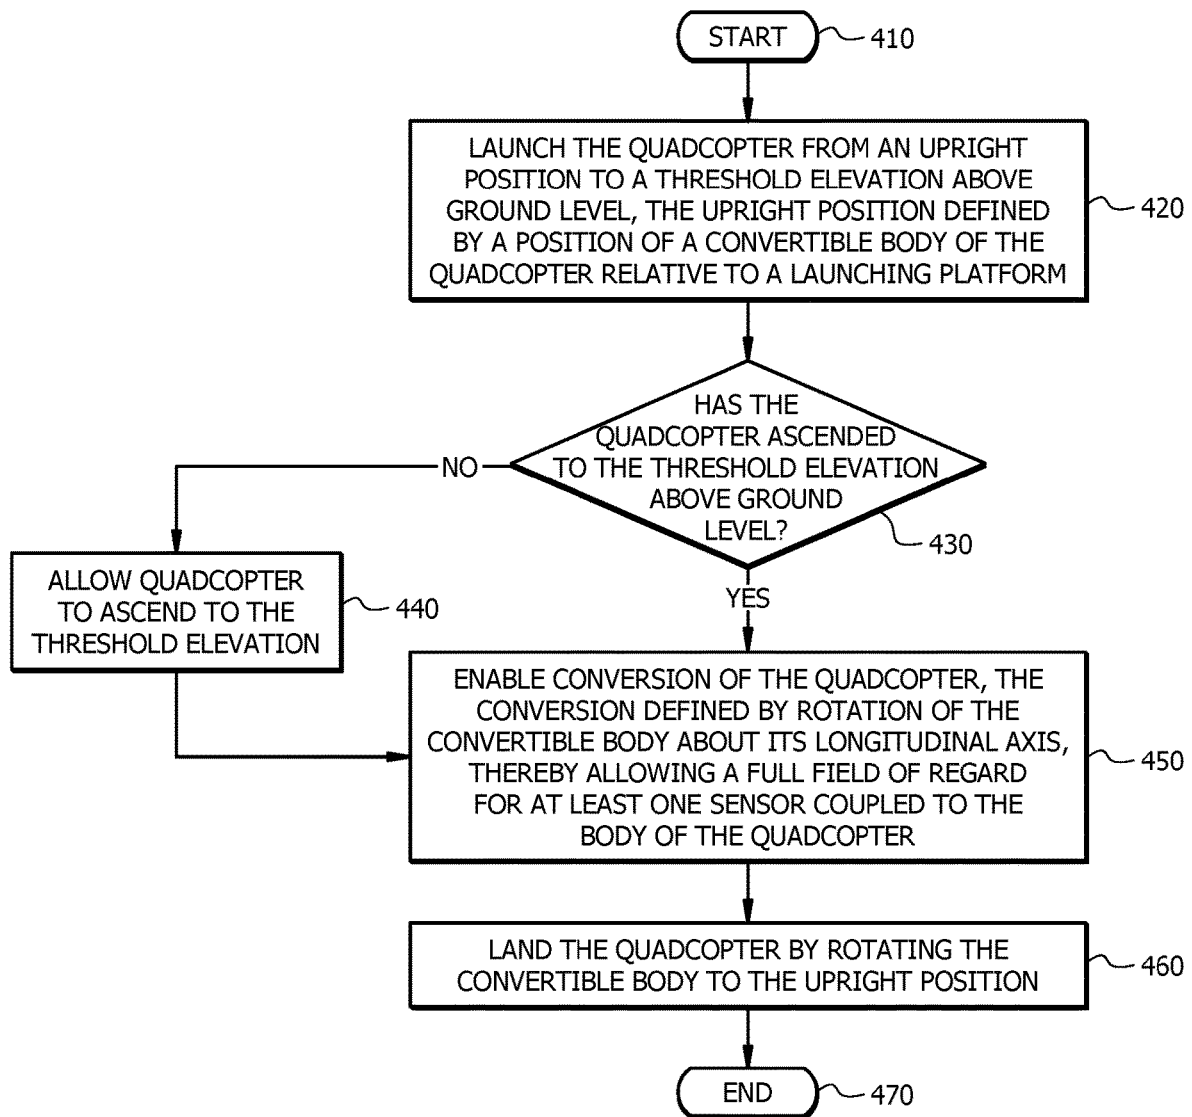 START
410
LAUNCH THE QUADCOPTER FROM AN UPRIGHT
POSITION TO A THRESHOLD ELEVATION ABOVE
GROUND LEVEL, THE UPRIGHT POSITION DEFINED
BY A POSITION OF A CONVERTIBLE BODY OF THE
QUADCOPTER RELATIVE TO A LAUNCHING PLATFORM
420
HAS THE
QUADCOPTER ASCENDED
TO THE THRESHOLD ELEVATION
ABOVE GROUND
LEVEL?
430
NO
YES
ALLOW QUADCOPTER
TO ASCEND TO THE
THRESHOLD ELEVATION
440
ENABLE CONVERSION OF THE QUADCOPTER, THE
CONVERSION DEFINED BY ROTATION OF THE
CONVERTIBLE BODY ABOUT ITS LONGITUDINAL AXIS,
THEREBY ALLOWING A FULL FIELD OF REGARD
FOR AT LEAST ONE SENSOR COUPLED TO THE
BODY OF THE QUADCOPTER
450
LAND THE QUADCOPTER BY ROTATING THE
CONVERTIBLE BODY TO THE UPRIGHT POSITION
460
END
470